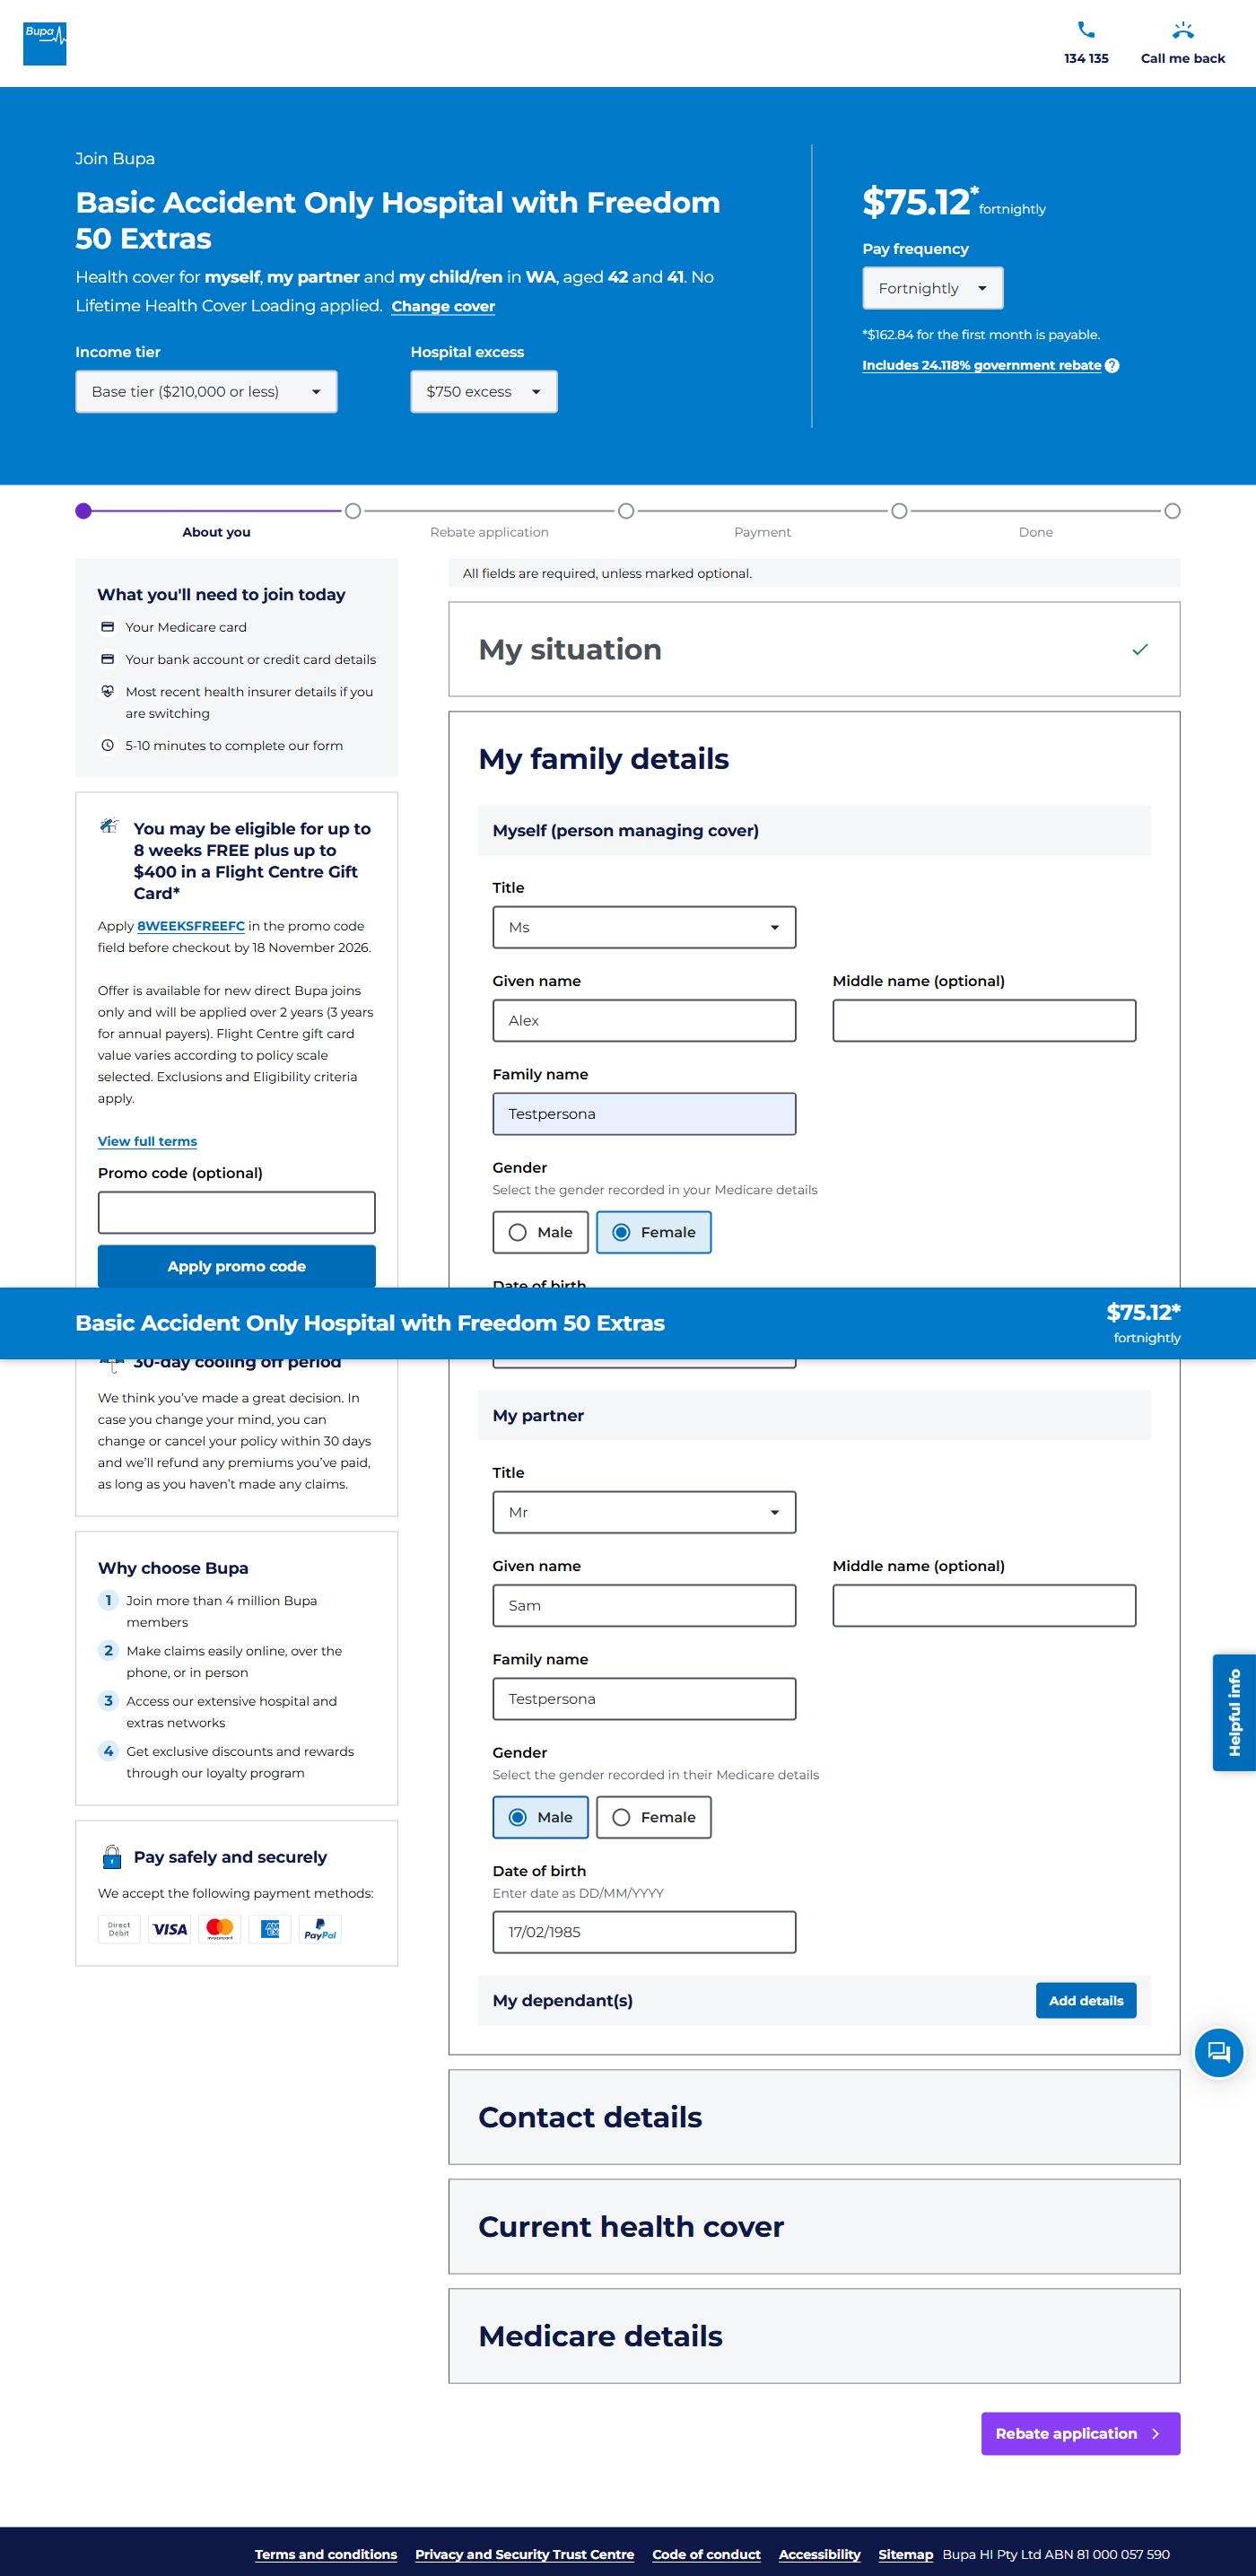 Bupa
134 135
Call me back
Join Bupa
Basic Accident Only Hospital with Freedom
50 Extras
Health cover for myself, my partner and my child/ren in WA, aged 42 and 41. No
Lifetime Health Cover Loading applied. Change cover
Income tier
Base tier ($210,000 or less)
Hospital excess
$750 excess
$75.12* fortnightly
Pay frequency
Fortnightly
*$162.84 for the first month is payable.
Includes 24.118% government rebate ?
About you
Rebate application
Payment
Done
What you'll need to join today
Your Medicare card
Your bank account or credit card details
Most recent health insurer details if you
are switching
5-10 minutes to complete our form
You may be eligible for up to
8 weeks FREE plus up to
$400 in a Flight Centre Gift
Card*
Apply 8WEEKSFREEFC in the promo code
field before checkout by 18 November 2026.
Offer is available for new direct Bupa joins
only and will be applied over 2 years (3 years
for annual payers). Flight Centre gift card
value varies according to policy scale
selected. Exclusions and Eligibility criteria
apply.
View full terms
Promo code (optional)
Apply promo code
All fields are required, unless marked optional.
My situation
My family details
Myself (person managing cover)
Title
Ms
Given name
Alex
Middle name (optional)
Family name
Testpersona
Gender
Select the gender recorded in your Medicare details
Male
Female
Date of birth
Basic Accident Only Hospital with Freedom 50 Extras
$75.12*
fortnightly
30-day cooling off period
We think you've made a great decision. In
case you change your mind, you can
change or cancel your policy within 30 days
and we'll refund any premiums you've paid,
as long as you haven't made any claims.
Why choose Bupa
1 Join more than 4 million Bupa
members
2 Make claims easily online, over the
phone, or in person
3 Access our extensive hospital and
extras networks
4 Get exclusive discounts and rewards
through our loyalty program
Pay safely and securely
We accept the following payment methods:
Direct
Debit
VISA
mastercard
AM
EX
PayPal
My partner
Title
Mr
Given name
Sam
Middle name (optional)
Family name
Testpersona
Gender
Select the gender recorded in their Medicare details
Male
Female
Date of birth
Enter date as DD/MM/YYYY
17/02/1985
My dependant(s)
Add details
Helpful info
Contact details
Current health cover
Medicare details
Rebate application
Terms and conditions Privacy and Security Trust Centre Code of conduct Accessibility Sitemap Bupa HI Pty Ltd ABN 81 000 057 590